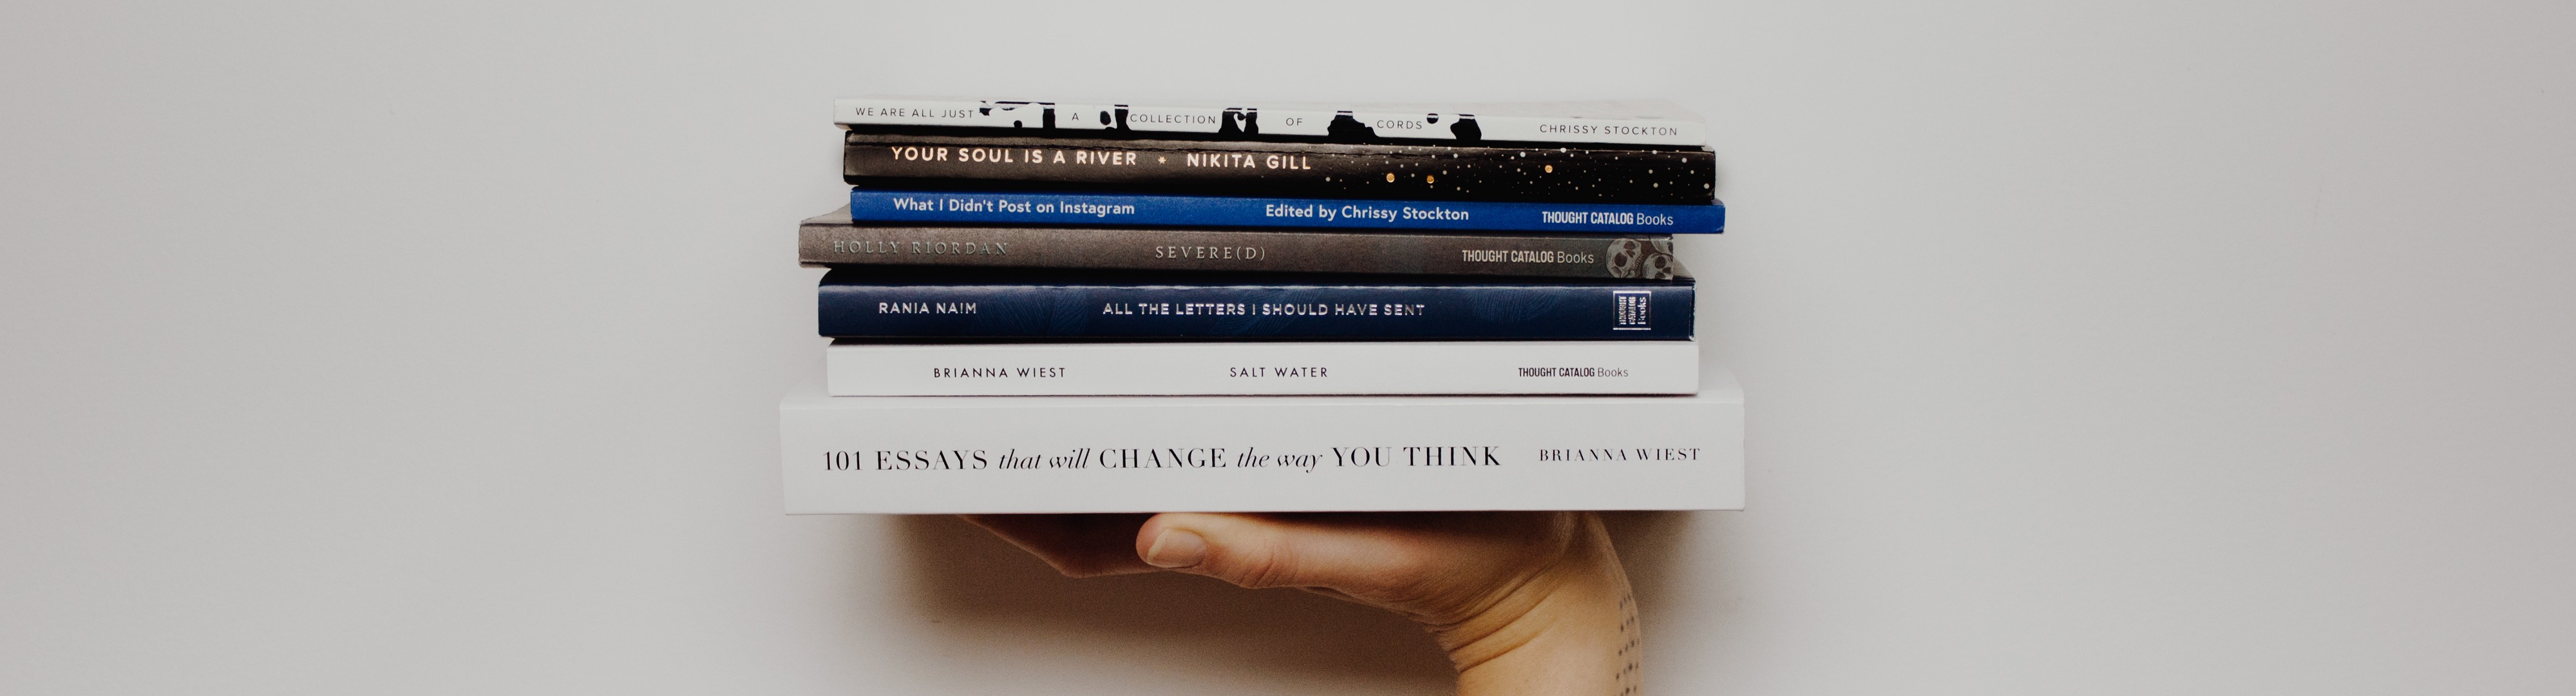 WE ARE ALL JUST A COLLECTION OF CORDS CHRISSY STOCKTON
YOUR SOUL IS A RIVER * NIKITA GILL
What I Didn't Post on Instagram Edited by Chrissy Stockton THOUGHT CATALOG Books
HOLLY RIORDAN SEVERE(D) THOUGHT CATALOG Books
RANIA NAIM ALL THE LETTERS I SHOULD HAVE SENT THOUGHT CATALOG Books
BRIANNA WIEST SALT WATER THOUGHT CATALOG Books
101 ESSAYS that will CHANGE the way YOU THINK BRIANNA WIEST